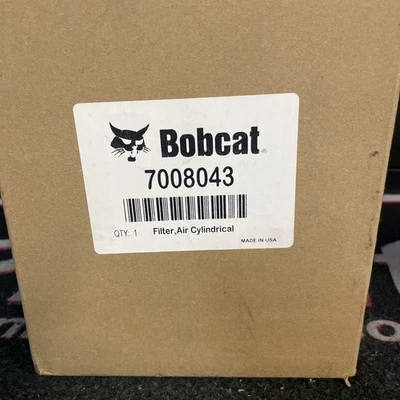 Bobcat
7008043
QTY: 1 Filter,Air Cylindrical
MADE IN USA